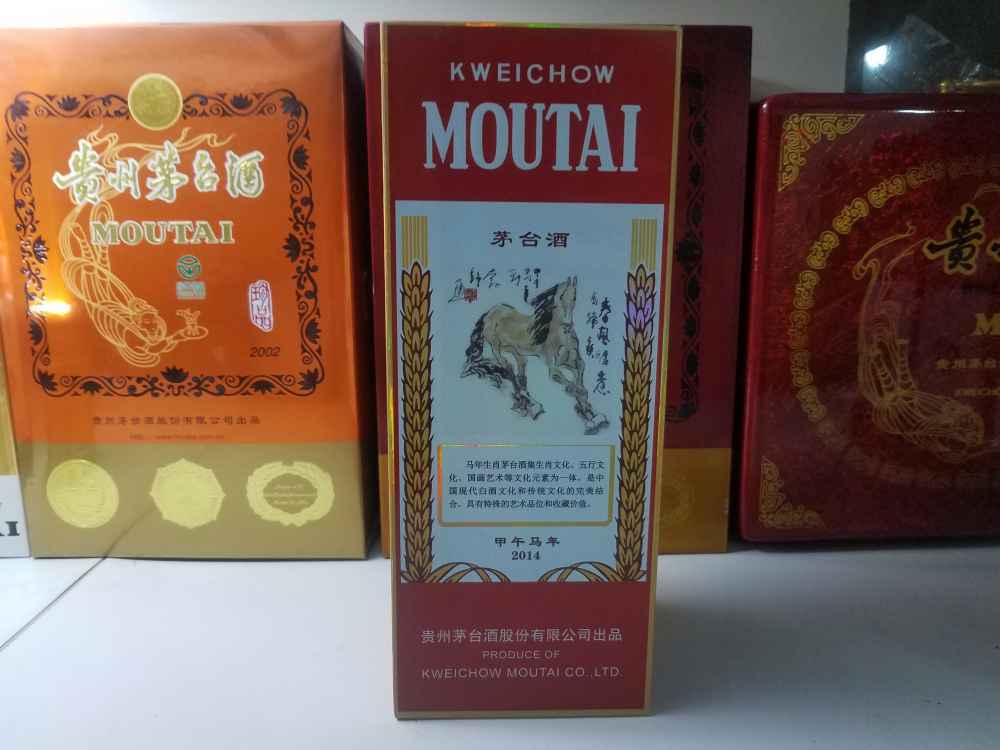 KWEICHOW
MOUTAI
茅台酒
马年生肖茅台酒集生肖文化、五行文
化、国画艺术等文化元素为一体，是中
国现代白酒文化和传统文化的完美结
合，具有特殊的艺术品位和收藏价值。
甲午马年
2014
贵州茅台酒股份有限公司出品
PRODUCE OF
KWEICHOW MOUTAI CO.,LTD.
贵州茅台酒
MOUTAI
2002
贵州茅台酒股份有限公司出品
贵
M
贵州茅台